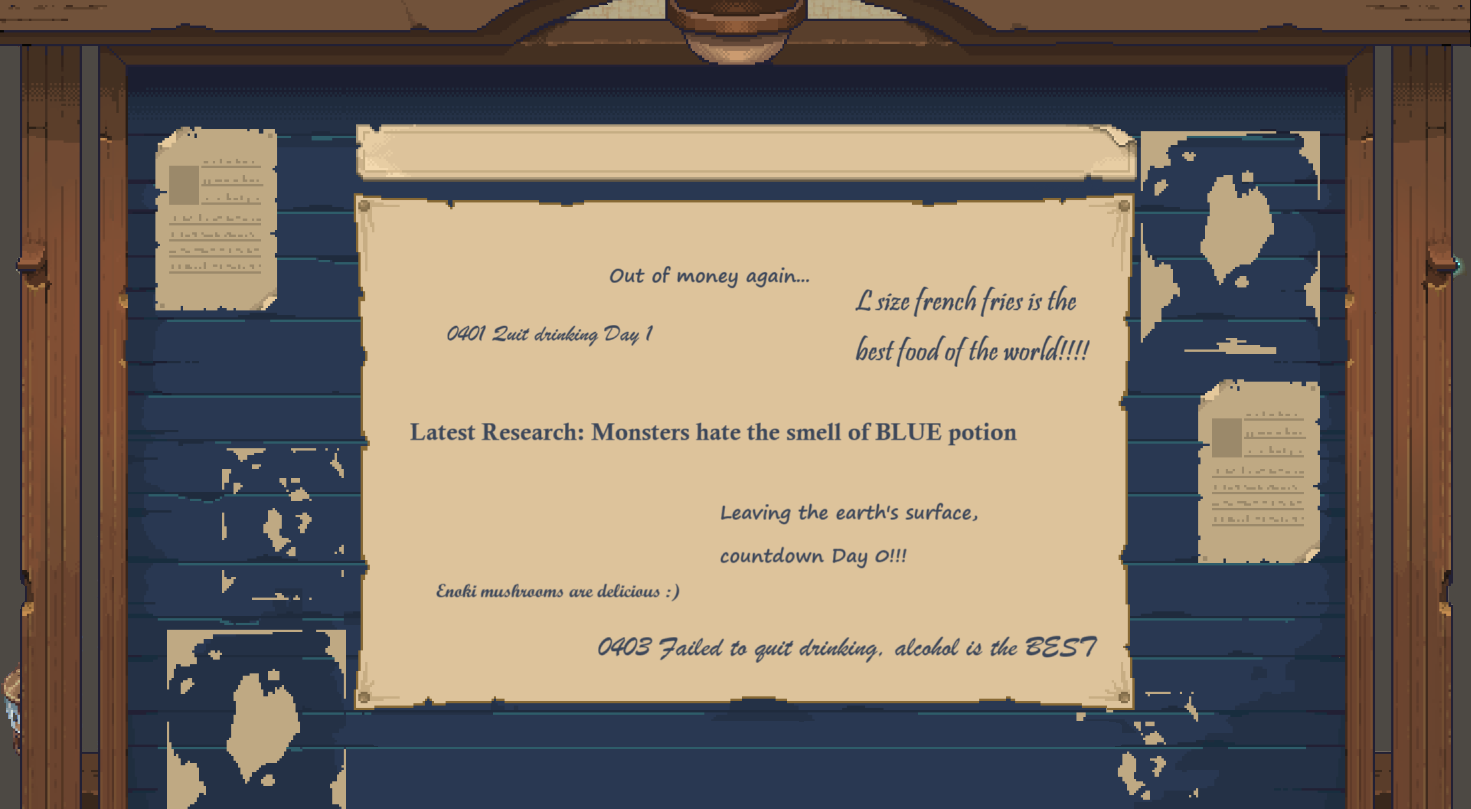 Out of money again...
L size french fries is the
best food of the world!!!!
0401 Quit drinking Day 1
Latest Research: Monsters hate the smell of BLUE potion
Leaving the earth's surface,
countdown Day 0!!!
Enoki mushrooms are delicious :)
0403 Failed to quit drinking, alcohol is the BEST